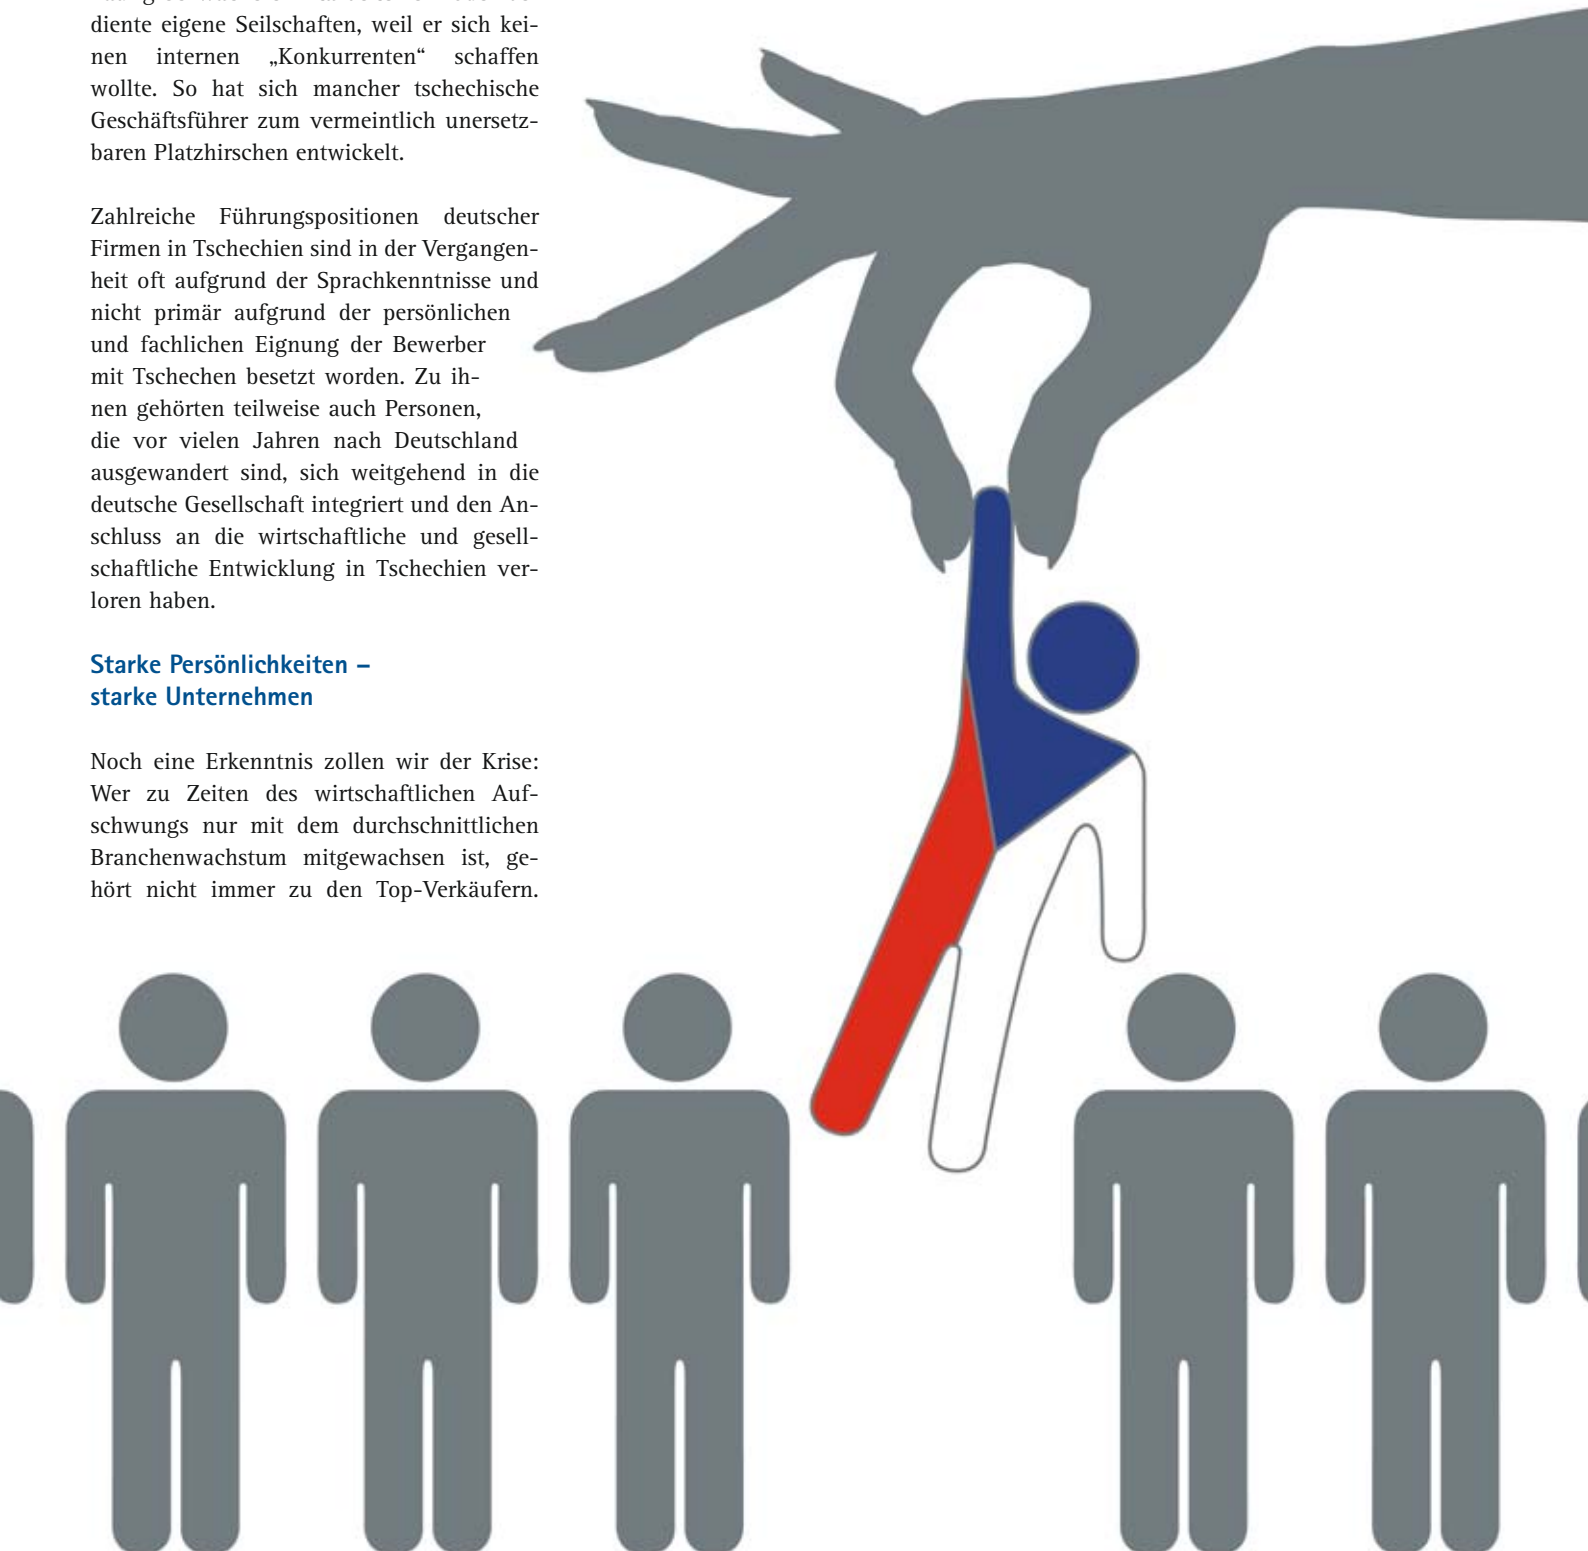 diente eigene Seilschaften, weil er sich kei-
nen internen „Konkurrenten“ schaffen
wollte. So hat sich mancher tschechische
Geschäftsführer zum vermeintlich unersetz-
baren Platzhirschen entwickelt.
Zahlreiche Führungspositionen deutscher
Firmen in Tschechien sind in der Vergangen-
heit oft aufgrund der Sprachkenntnisse und
nicht primär aufgrund der persönlichen
und fachlichen Eignung der Bewerber
mit Tschechen besetzt worden. Zu ih-
nen gehörten teilweise auch Personen,
die vor vielen Jahren nach Deutschland
ausgewandert sind, sich weitgehend in die
deutsche Gesellschaft integriert und den An-
schluss an die wirtschaftliche und gesell-
schaftliche Entwicklung in Tschechien ver-
loren haben.
Starke Persönlichkeiten –
starke Unternehmen
Noch eine Erkenntnis zollen wir der Krise:
Wer zu Zeiten des wirtschaftlichen Auf-
schwungs nur mit dem durchschnittlichen
Branchenwachstum mitgewachsen ist, ge-
hört nicht immer zu den Top-Verkäufern.